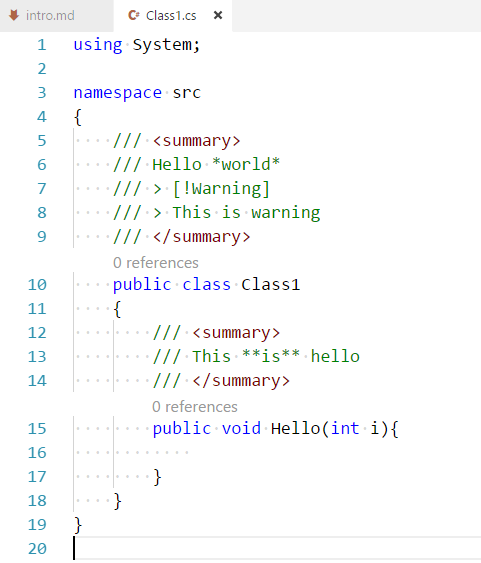 intro.md Class1.cs
1 using System;
2
3 namespace src
4 {
5     /// <summary>
6     /// Hello *world*
7     /// > [!Warning]
8     /// > This is warning
9     /// </summary>
0 references
10     public class Class1
11     {
12         /// <summary>
13         /// This **is** hello
14         /// </summary>
0 references
15         public void Hello(int i){
16
17         }
18     }
19 }
20